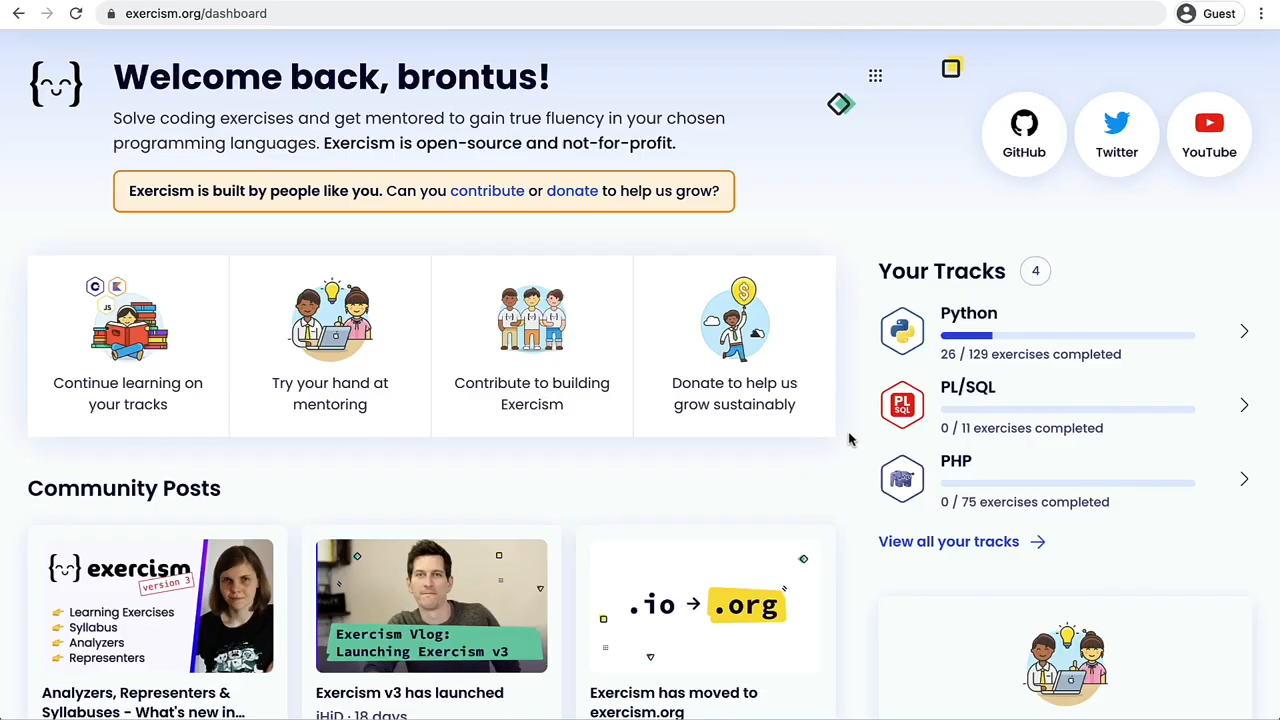 exercism.org/dashboard
Guest
Welcome back, brontus!
Solve coding exercises and get mentored to gain true fluency in your chosen
programming languages. Exercism is open-source and not-for-profit.
Exercism is built by people like you. Can you contribute or donate to help us grow?
GitHub
Twitter
YouTube
C
K
JS
Continue learning on
your tracks
Try your hand at
mentoring
Contribute to building
Exercism
$
Donate to help us
grow sustainably
Your Tracks 4
Python
26 / 129 exercises completed
PL
SQL
PL/SQL
0 / 11 exercises completed
PHP
0 / 75 exercises completed
View all your tracks
Community Posts
exercism
version 3
Learning Exercises
Syllabus
Analyzers
Representers
Analyzers, Representers &
Syllabuses - What's new in...
Exercism Vlog:
Launching Exercism v3
Exercism v3 has launched
iHiD · 18 days
.io → .org
Exercism has moved to
exercism.org